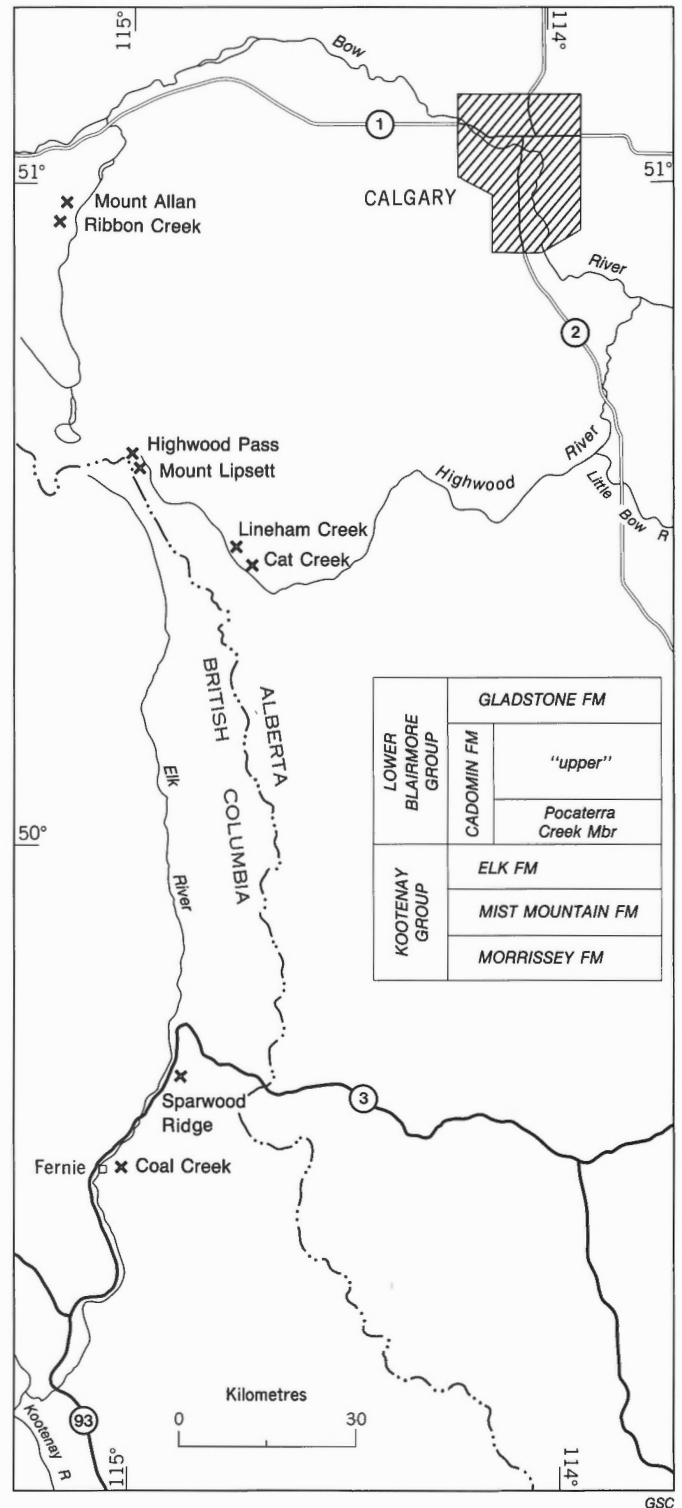 115°
114°
Bow
1
51°
51°
Mount Allan
Ribbon Creek
CALGARY
River
2
Highwood Pass
Mount Lipsett
Highwood
River
Little Bow R
Lineham Creek
Cat Creek
BRITISH COLUMBIA
ALBERTA
LOWER
BLAIRMORE
GROUP
GLADSTONE FM
CADOMIN FM
"upper"
Pocaterra
Creek Mbr
KOOTENAY
GROUP
ELK FM
MIST MOUNTAIN FM
MORRISSEY FM
Elk
River
50°
3
Sparwood
Ridge
Fernie
Coal Creek
Kilometres
0 30
93
Kootenay R
115°
114°
GSC